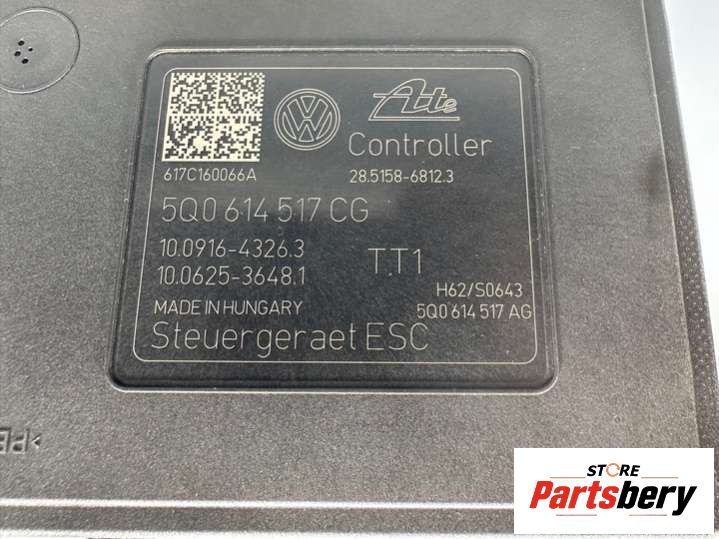 Ate
Controller
617C160066A
28.5158-6812.3
5Q0 614 517 CG
10.0916-4326.3
10.0625-3648.1
T.T1
H62/S0643
MADE IN HUNGARY
5Q0 614 517 AG
Steuergeraet ESC
>PB
STORE
Partsbery